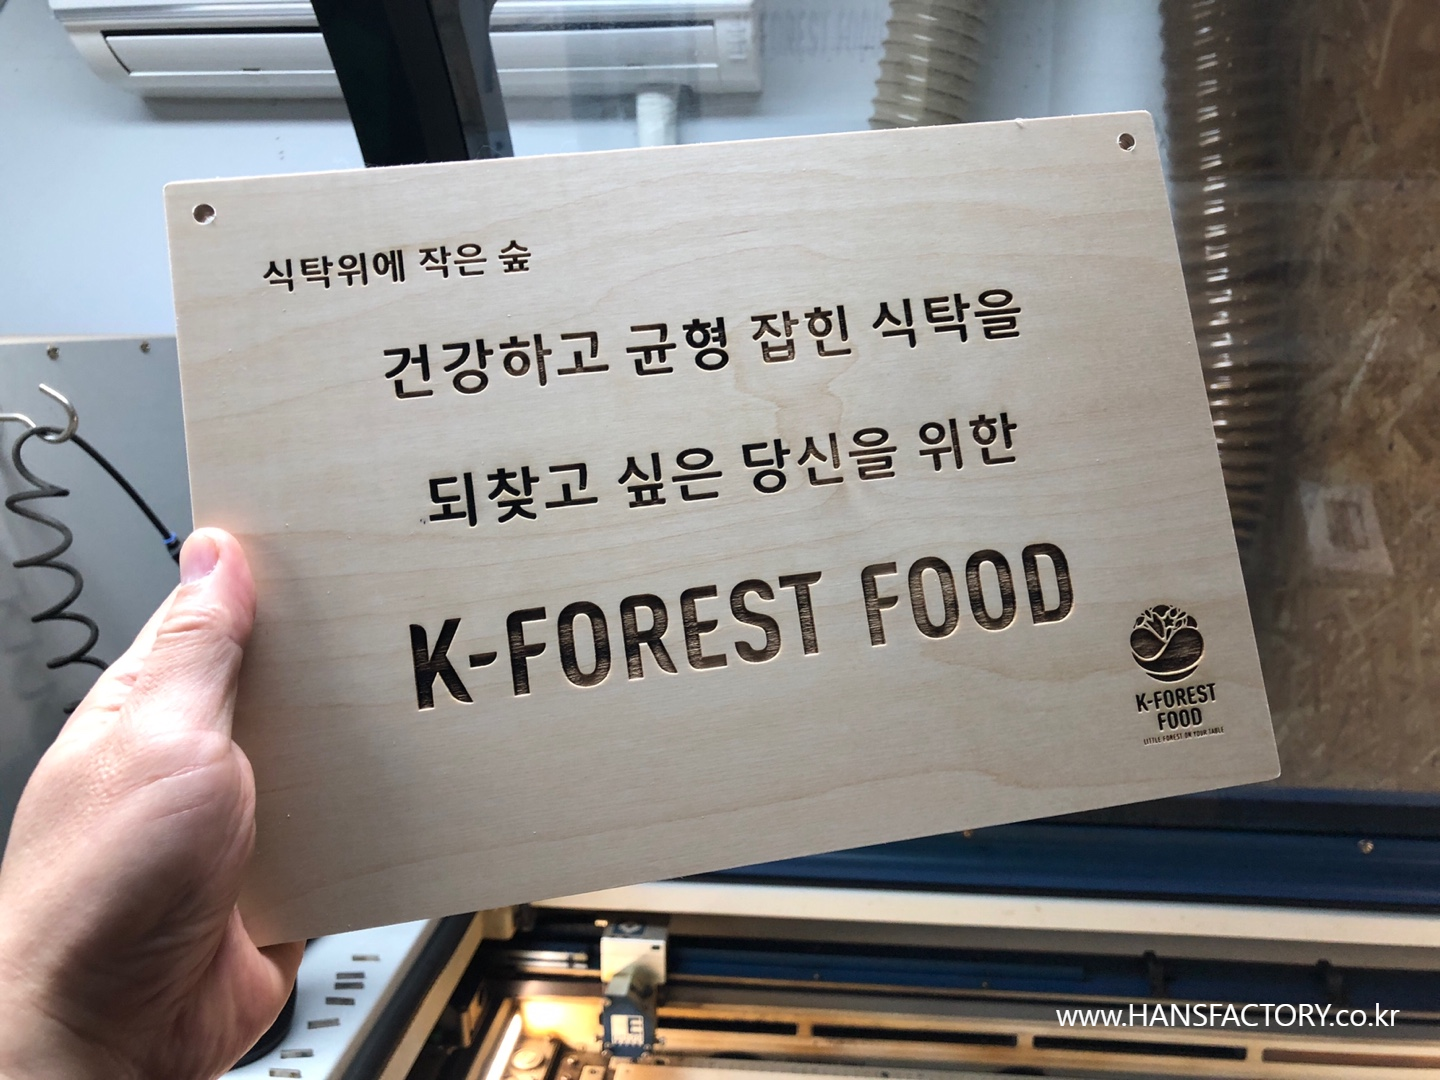 식탁위에 작은 숲
건강하고 균형 잡힌 식탁을
되찾고 싶은 당신을 위한
K-FOREST FOOD
K-FOREST
FOOD
LITTLE FOREST ON YOUR TABLE
E
www.HANSFACTORY.co.kr